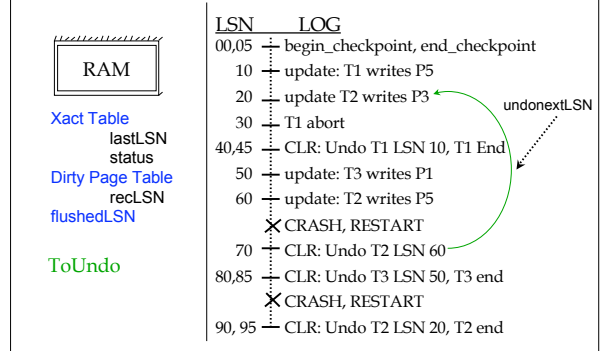 LSN LOG
00,05 begin_checkpoint, end_checkpoint
RAM
10 update: T1 writes P5
20 update T2 writes P3
undonextLSN
Xact Table
lastLSN
status
Dirty Page Table
recLSN
flushedLSN
ToUndo
30 T1 abort
40,45 CLR: Undo T1 LSN 10, T1 End
50 update: T3 writes P1
60 update: T2 writes P5
CRASH, RESTART
70 CLR: Undo T2 LSN 60
80,85 CLR: Undo T3 LSN 50, T3 end
CRASH, RESTART
90, 95 CLR: Undo T2 LSN 20, T2 end